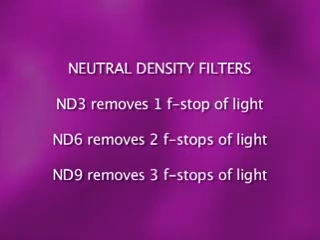 NEUTRAL DENSITY FILTERS
ND3 removes 1 f-stop of light
ND6 removes 2 f-stops of light
ND9 removes 3 f-stops of light